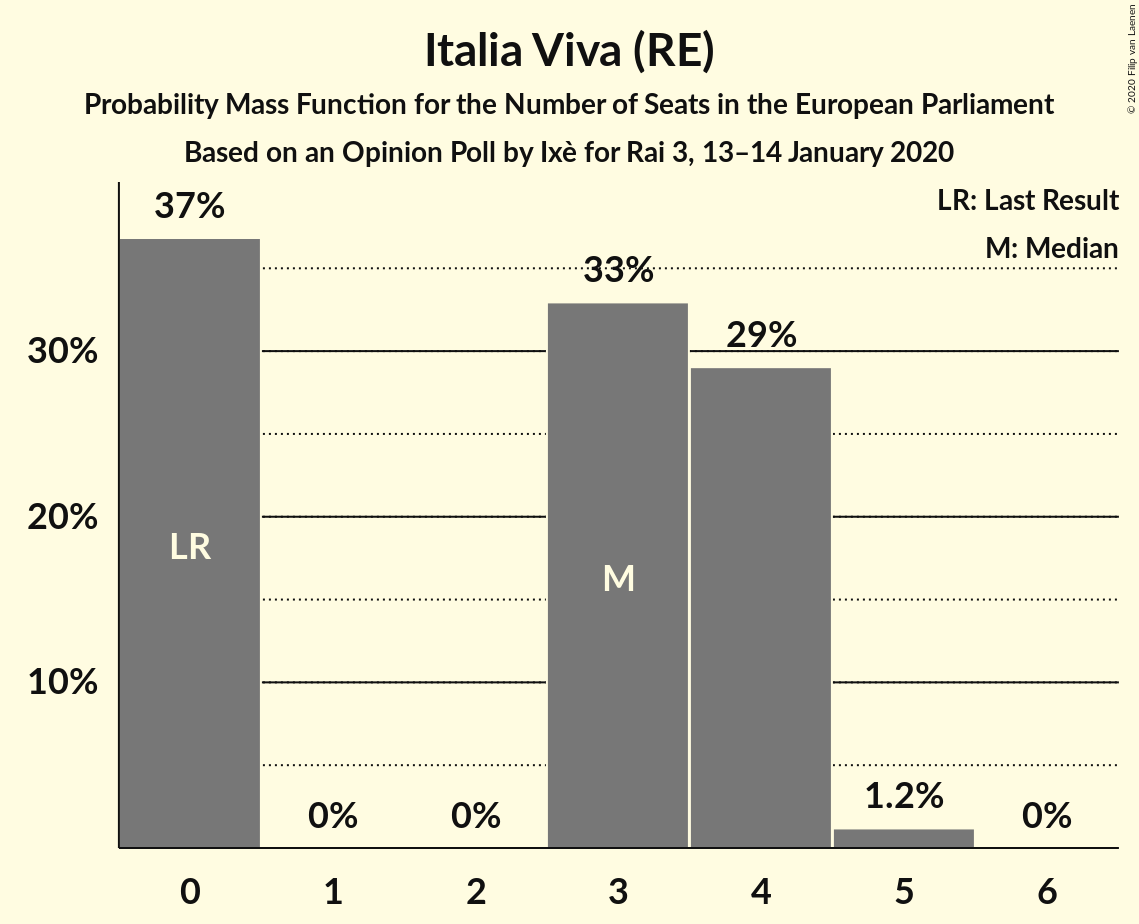 Italia Viva (RE)
Probability Mass Function for the Number of Seats in the European Parliament
Based on an Opinion Poll by Ixè for Rai 3, 13–14 January 2020
© 2020 Filip van Laenen
LR: Last Result
M: Median
37%
33%
29%
30%
20%
10%
LR
M
0%
0%
1.2%
0%
0 1 2 3 4 5 6